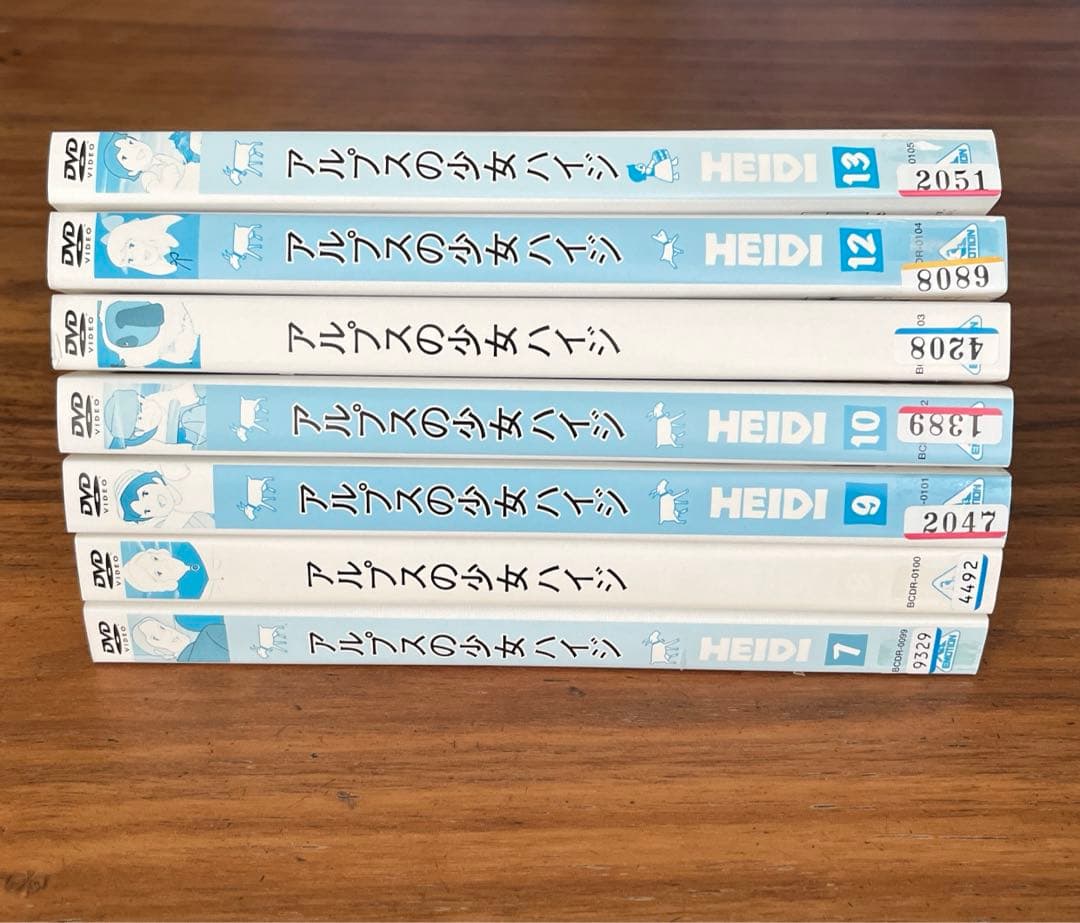 DVD VIDEO アルプスの少女ハイジ HEIDI 13 0105 2051
DVD VIDEO アルプスの少女ハイジ HEIDI 12 0104 8089
DVD VIDEO アルプスの少女ハイジ 03 4208
DVD VIDEO アルプスの少女ハイジ HEIDI 10 1389
DVD VIDEO アルプスの少女ハイジ HEIDI 9 0101 2047
DVD VIDEO アルプスの少女ハイジ BCDR-0100 4492
DVD VIDEO アルプスの少女ハイジ HEIDI 7 BCDR-0099 9329 EMOTION